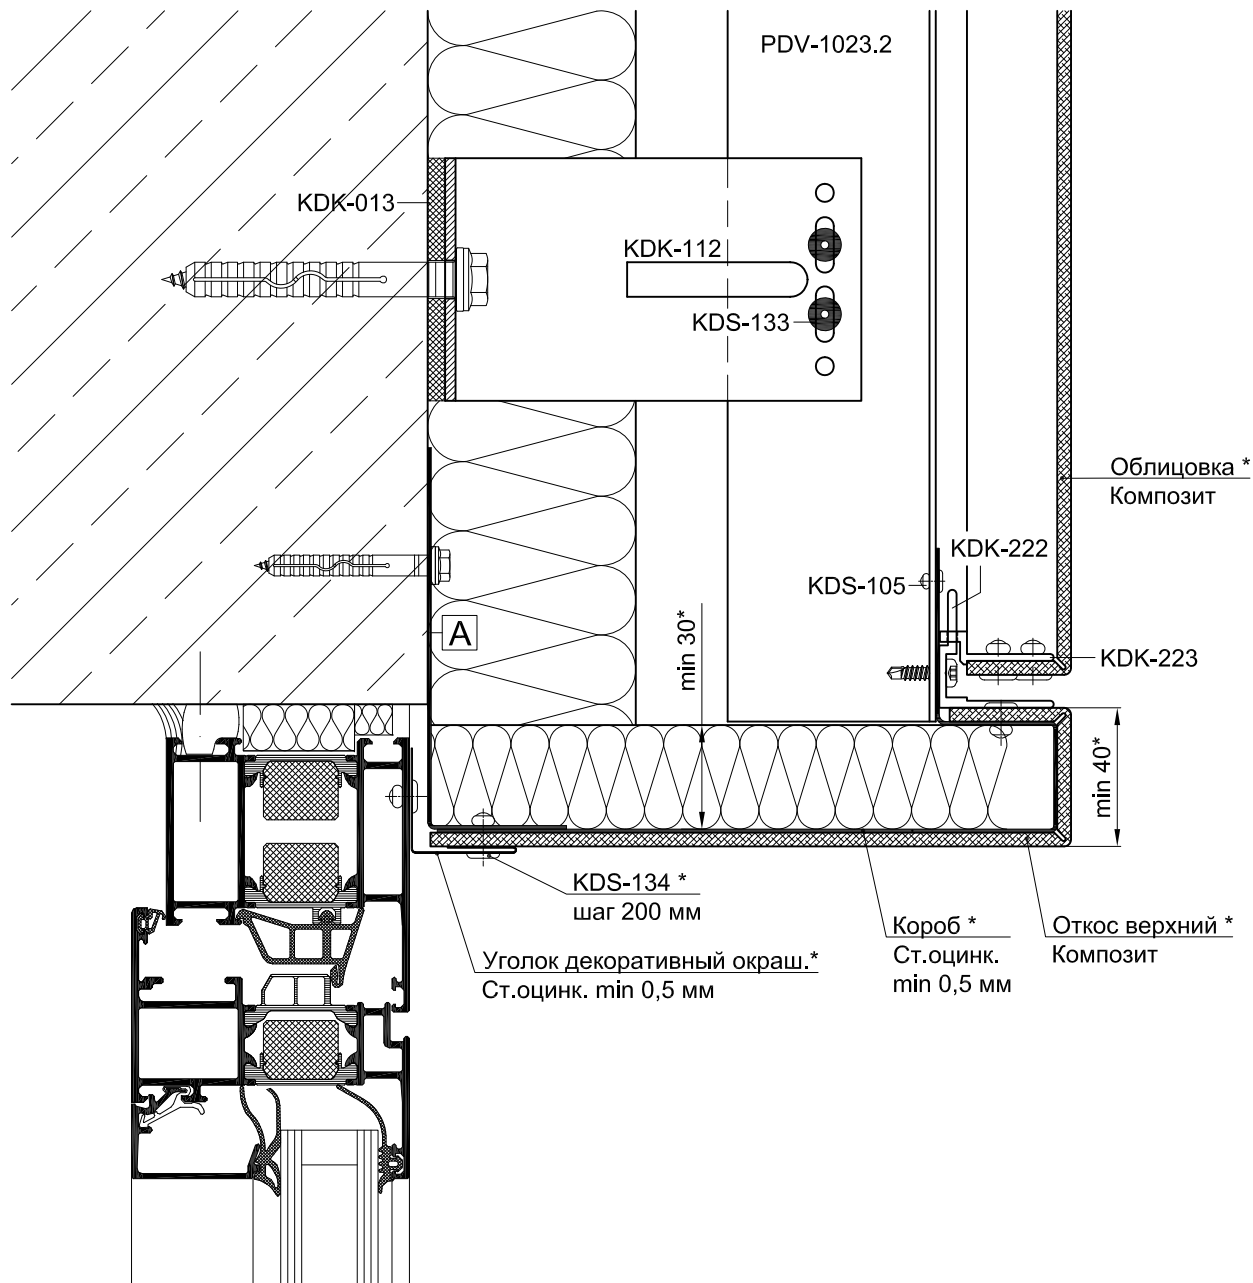 PDV-1023.2
KDK-013
KDK-112
KDS-133
Облицовка *
Композит
KDK-222
KDS-105
A
min 30*
KDK-223
min 40*
KDS-134 *
шаг 200 мм
Короб *
Ст.оцинк.
min 0,5 мм
Откос верхний *
Композит
Уголок декоративный окраш.*
Ст.оцинк. min 0,5 мм